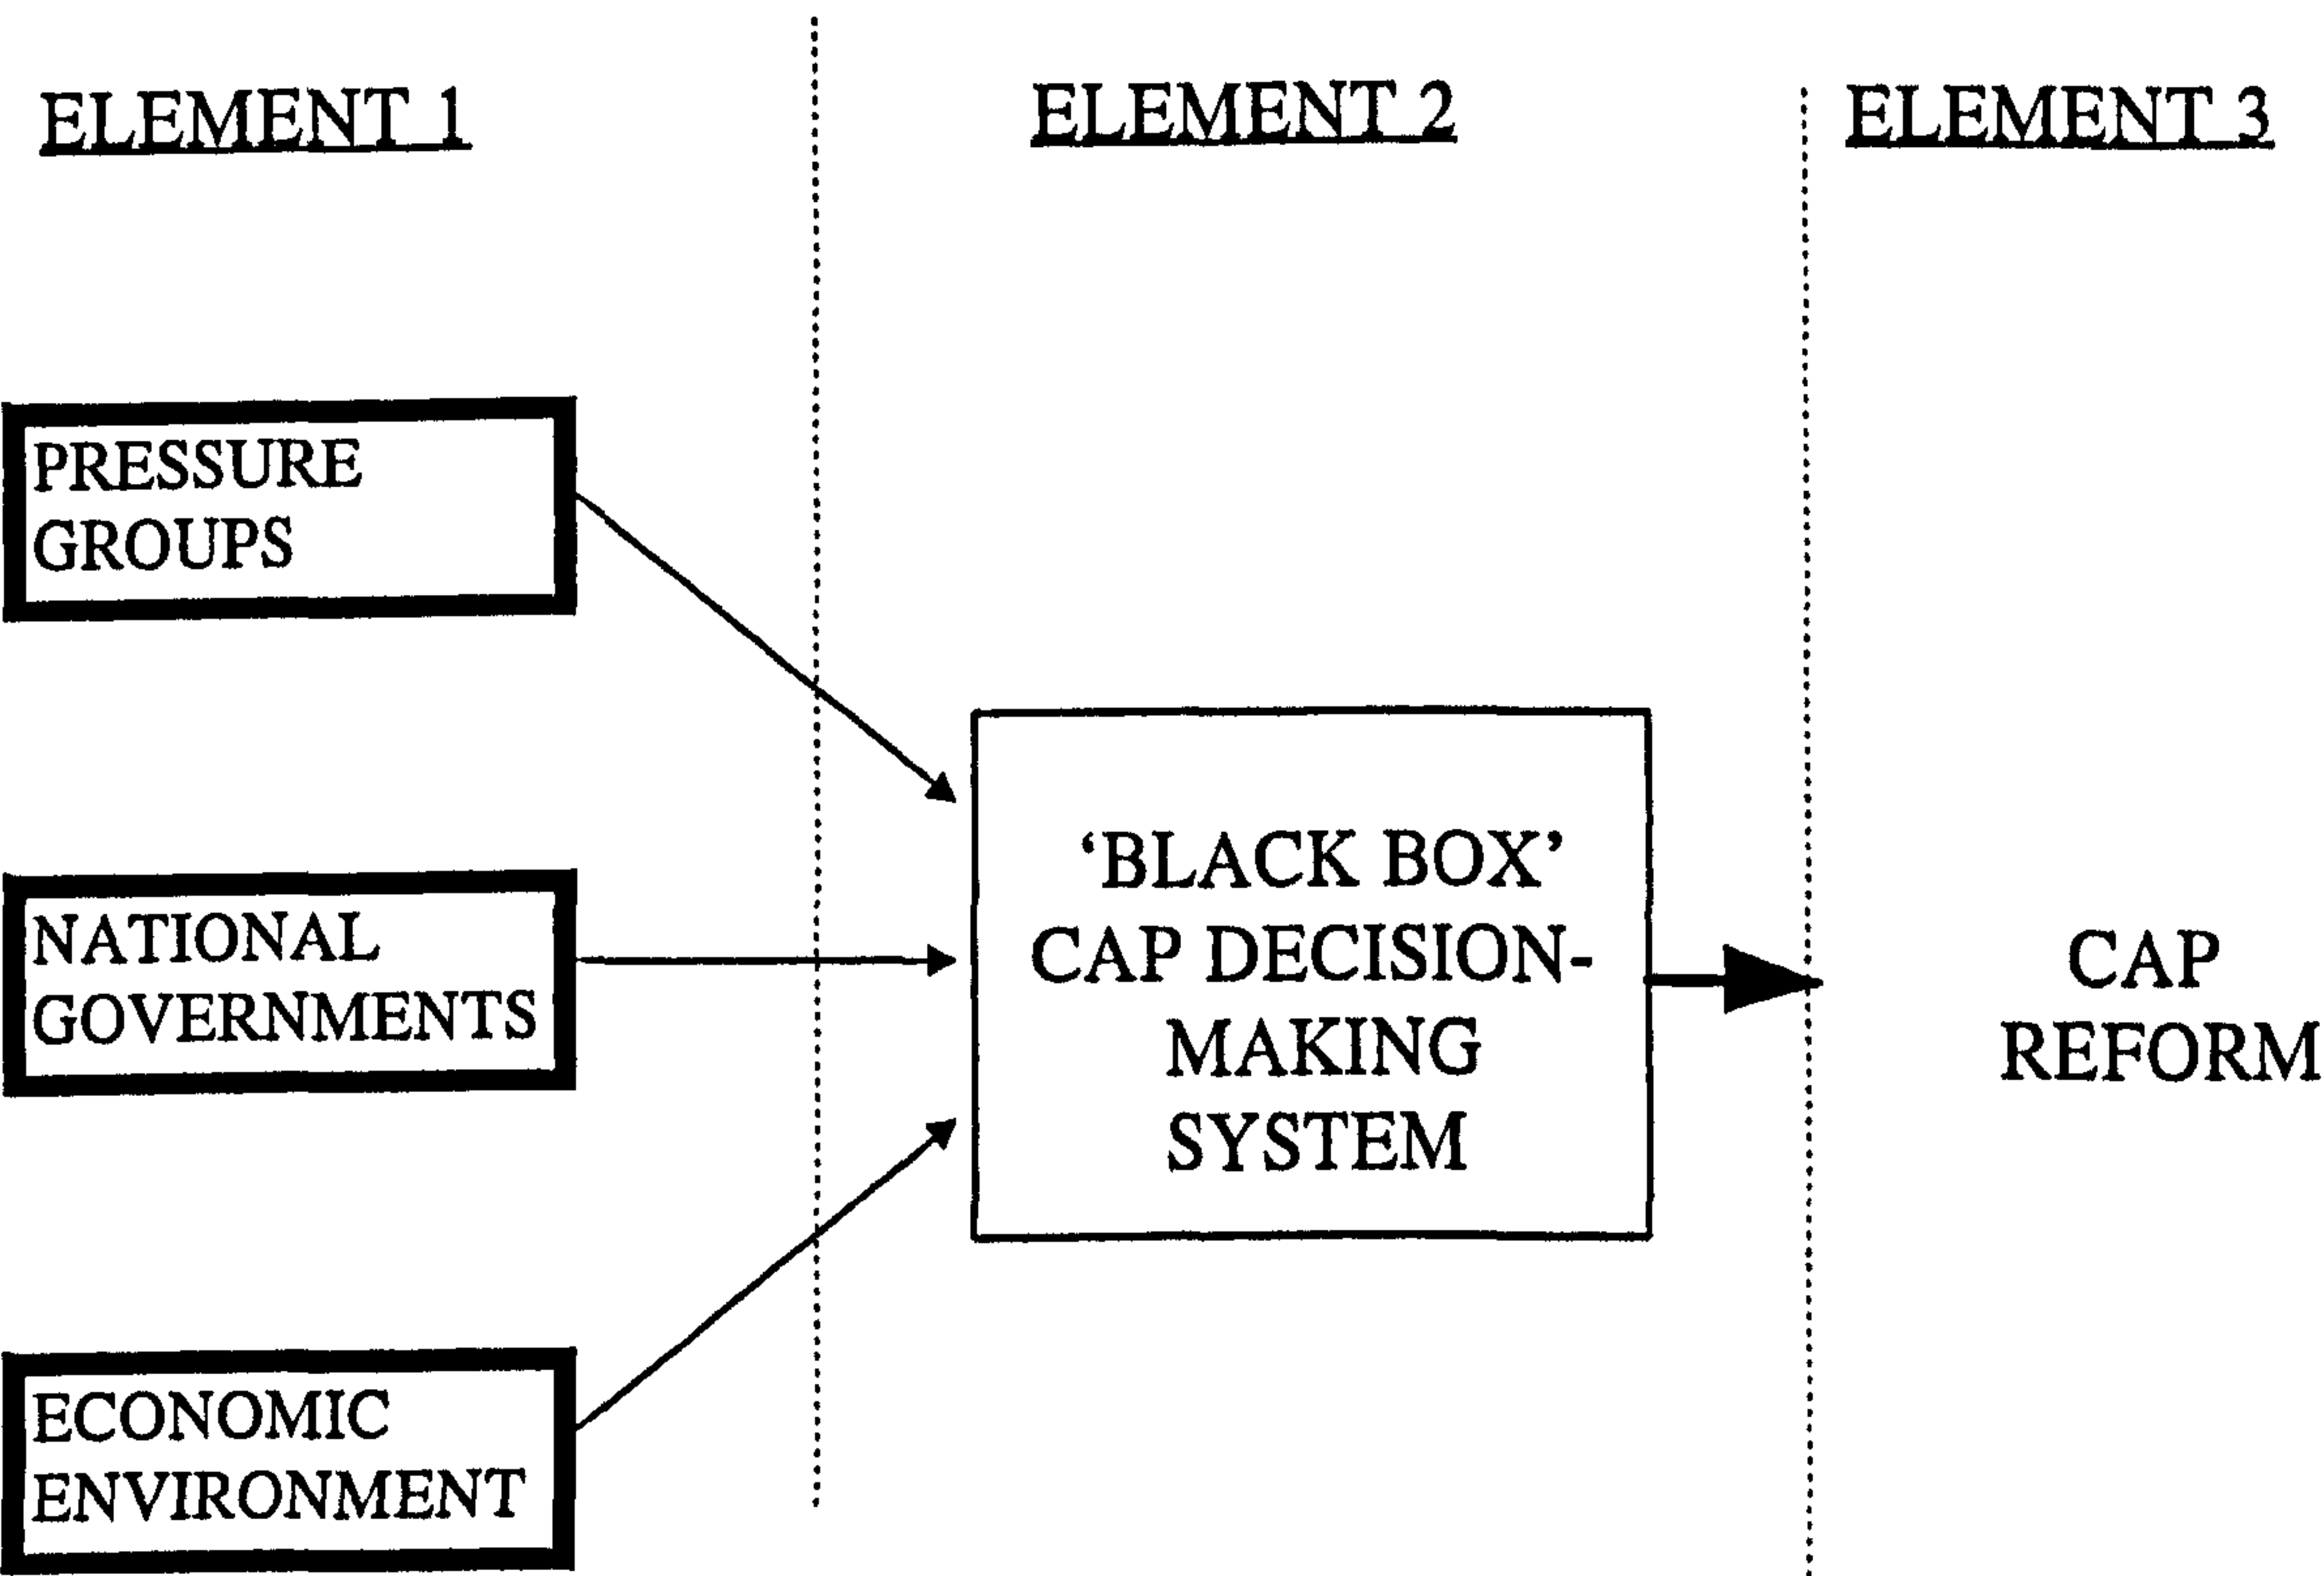 ELEMENT 1
ELEMENT 2
ELEMENT 3
PRESSURE
GROUPS
NATIONAL
GOVERNMENTS
ECONOMIC
ENVIRONMENT
‘BLACK BOX’
CAP DECISION-
MAKING
SYSTEM
CAP
REFORM